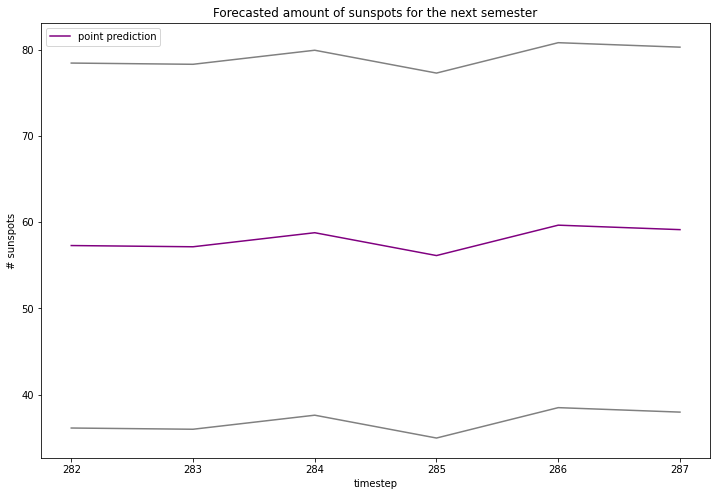 Forecasted amount of sunspots for the next semester
point prediction
80
70
60
50
40
# sunspots
282 283 284 285 286 287
timestep